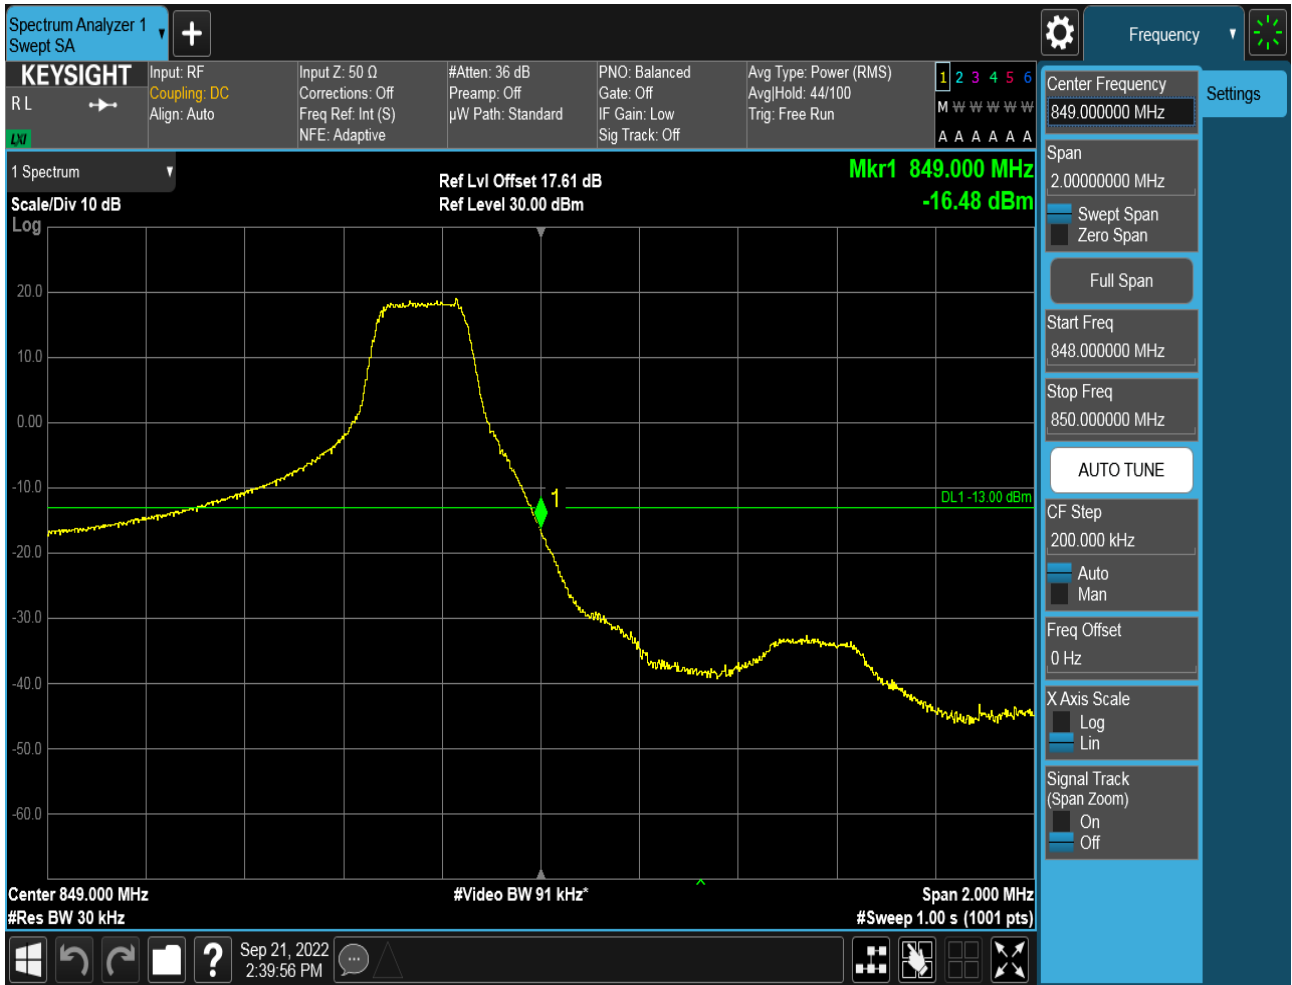 Spectrum Analyzer 1
Swept SA
Frequency
KEYSIGHT
R L
LXI
Input: RF
Coupling: DC
Align: Auto
Input Z: 50 Ω
Corrections: Off
Freq Ref: Int (S)
NFE: Adaptive
#Atten: 36 dB
Preamp: Off
µW Path: Standard
PNO: Balanced
Gate: Off
IF Gain: Low
Sig Track: Off
Avg Type: Power (RMS)
Avg|Hold: 44/100
Trig: Free Run
1 2 3 4 5 6
M W W W W W
A A A A A A
1 Spectrum
Scale/Div 10 dB
Log
Ref Lvl Offset 17.61 dB
Ref Level 30.00 dBm
Mkr1 849.000 MHz
-16.48 dBm
20.0
10.0
0.00
-10.0
-20.0
-30.0
-40.0
-50.0
-60.0
1
DL1 -13.00 dBm
Center 849.000 MHz
#Res BW 30 kHz
#Video BW 91 kHz*
Span 2.000 MHz
#Sweep 1.00 s (1001 pts)
Center Frequency
849.000000 MHz
Settings
Span
2.00000000 MHz
Swept Span
Zero Span
Full Span
Start Freq
848.000000 MHz
Stop Freq
850.000000 MHz
AUTO TUNE
CF Step
200.000 kHz
Auto
Man
Freq Offset
0 Hz
X Axis Scale
Log
Lin
Signal Track
(Span Zoom)
On
Off
?
Sep 21, 2022
2:39:56 PM